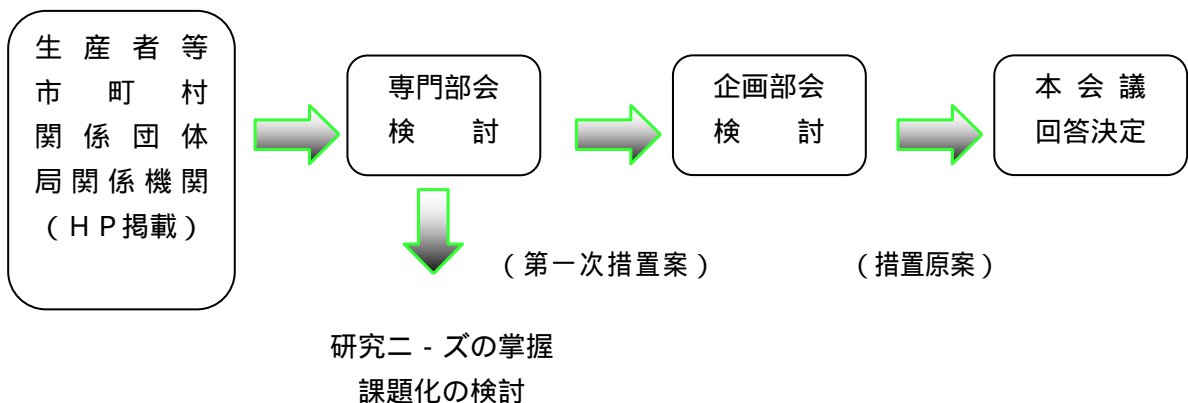 生産者等
市町村
関係団体
局関係機関
(HP掲載)
専門部会
検討
企画部会
検討
本会議
回答決定
(第一次措置案)
(措置原案)
研究ニ-ズの掌握
課題化の検討